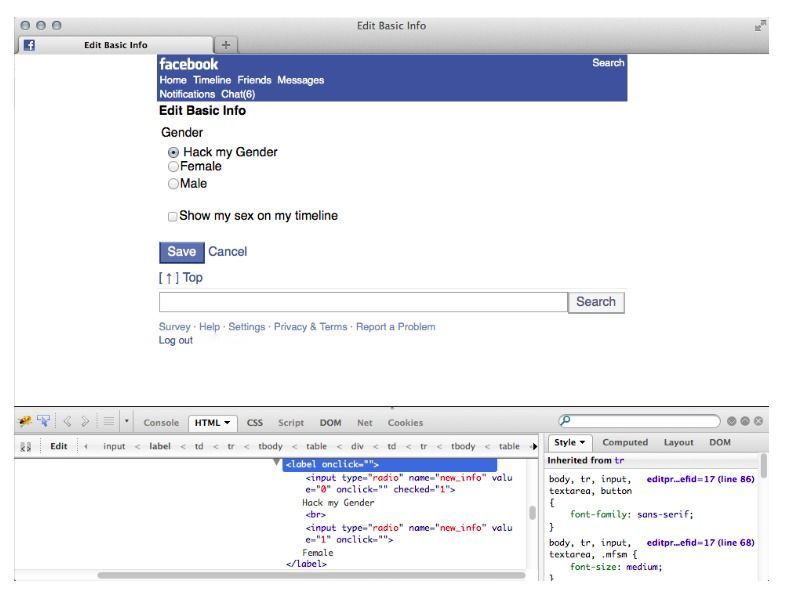 Edit Basic Info
Edit Basic Info
facebook Search
Home Timeline Friends Messages
Notifications Chat(6)
Edit Basic Info
Gender
Hack my Gender
Female
Male
Show my sex on my timeline
Save Cancel
[ ↑ ] Top
Search
Survey · Help · Settings · Privacy & Terms · Report a Problem
Log out
Console HTML CSS Script DOM Net Cookies
Edit input < label < td < tr < tbody < table < div < td < tr < tbody < table
Style Computed Layout DOM
<label onclick="">
<input type="radio" name="new_info" valu
e="0" onclick="" checked="1">
Hack my Gender
<br>
<input type="radio" name="new_info" valu
e="1" onclick="">
Female
</label>
Inherited from tr
body, tr, input, editpr...efid=17 (line 86)
textarea, button
{
font-family: sans-serif;
}
body, tr, input, editpr...efid=17 (line 68)
textarea, .mfsm {
font-size: medium;
}